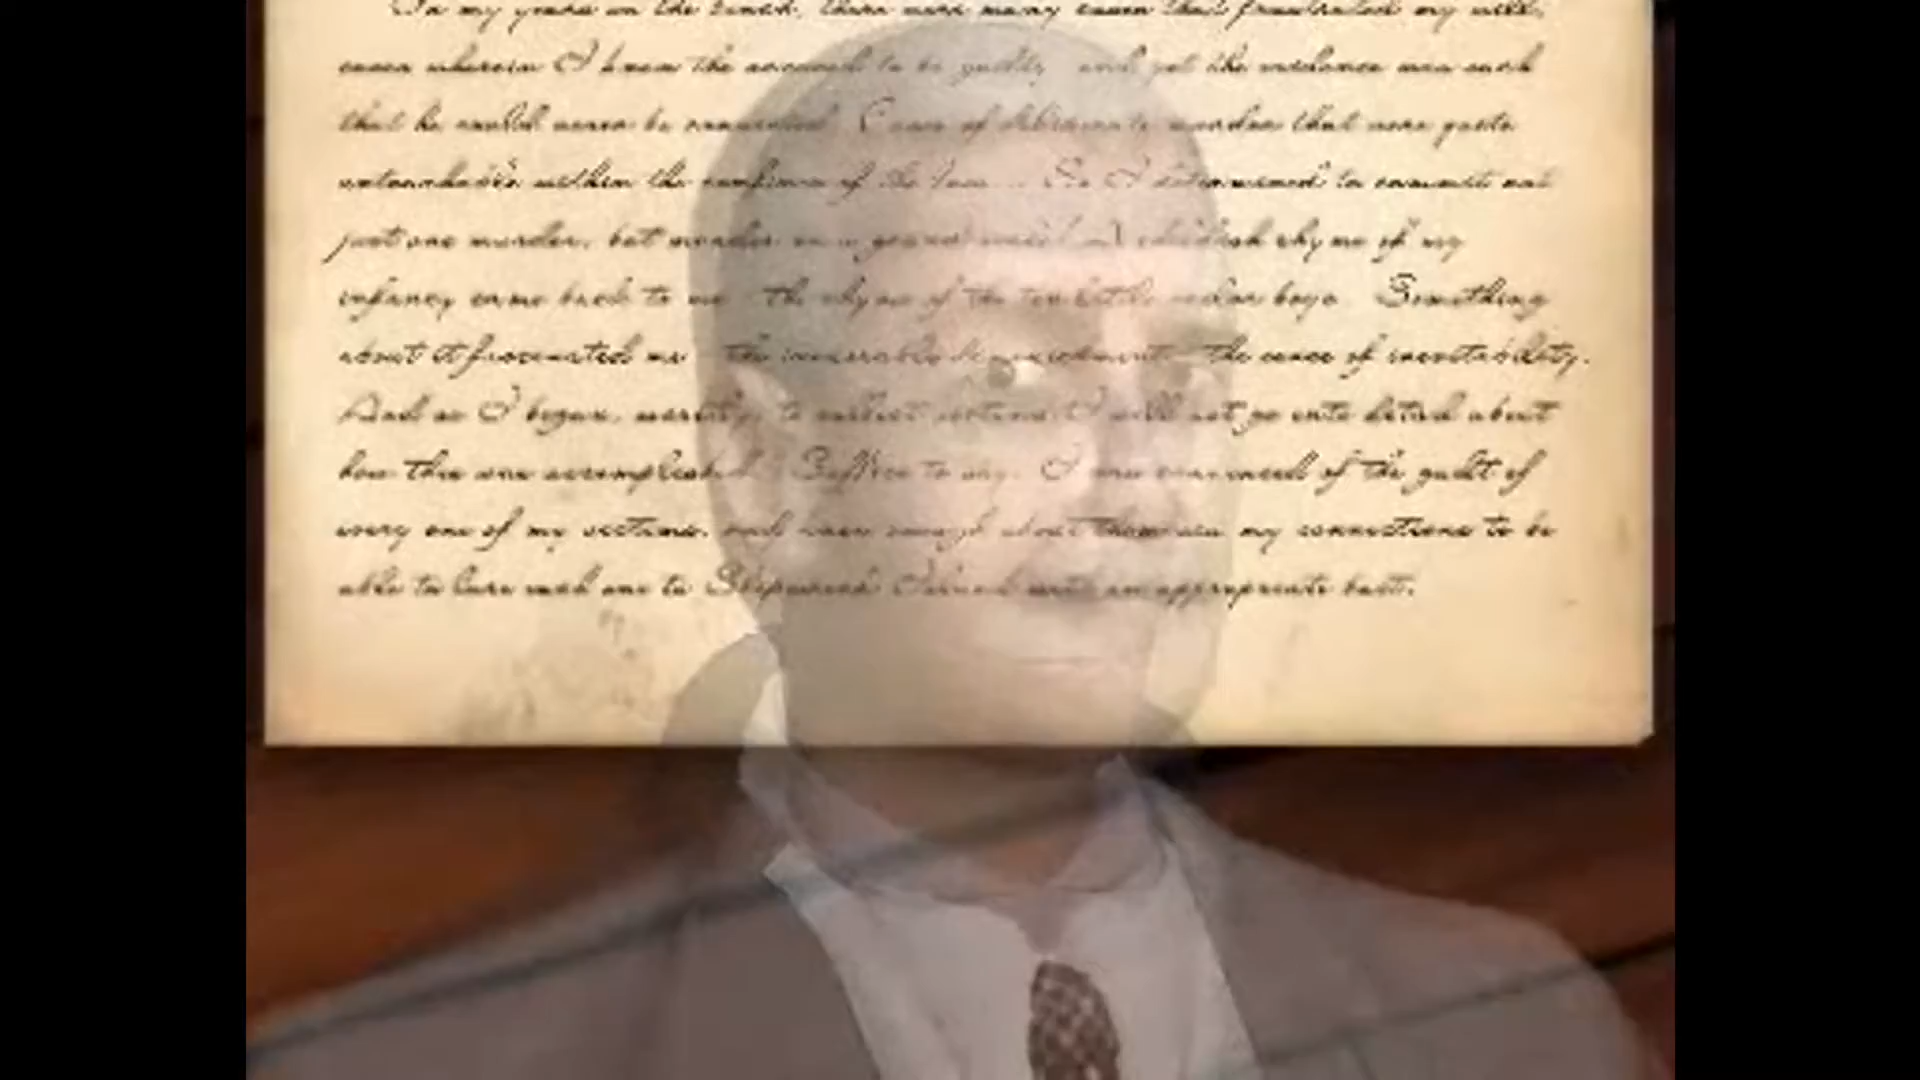 In my years on the bench, there were many cases that frustrated my will,
cases wherein I knew the accused to be guilty and yet the evidence was such
that he could never be convicted. Cases of deliberate murder that were quite
untouchable within the confines of the law... So I determined to commit not
just one murder, but murder on a grand scale! A childish rhyme of my
infancy came back to me the rhyme of the ten little sailor boys. Something
about it fascinated me the inexorable the sense of inevitability.
And so I began, secretly, to collect victims. I will not go into detail about
how this was accomplished. Suffice to say, I was convinced of the guilt of
every one of my victims, and knew enough about them via my connections to be
able to lure each one to Shipwreck Island with an appropriate bait.